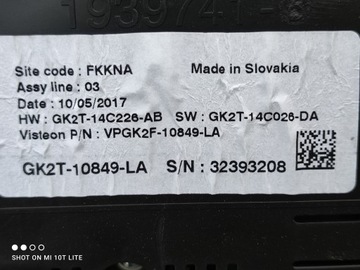 Site code : FKKNA Made in Slovakia
Assy line : 03
Date : 10/05/2017
HW : GK2T-14C226-AB SW : GK2T-14C026-DA
Visteon P/N : VPGK2F-10849-LA
GK2T-10849-LA S/N : 32393208
SHOT ON MI 10T LITE